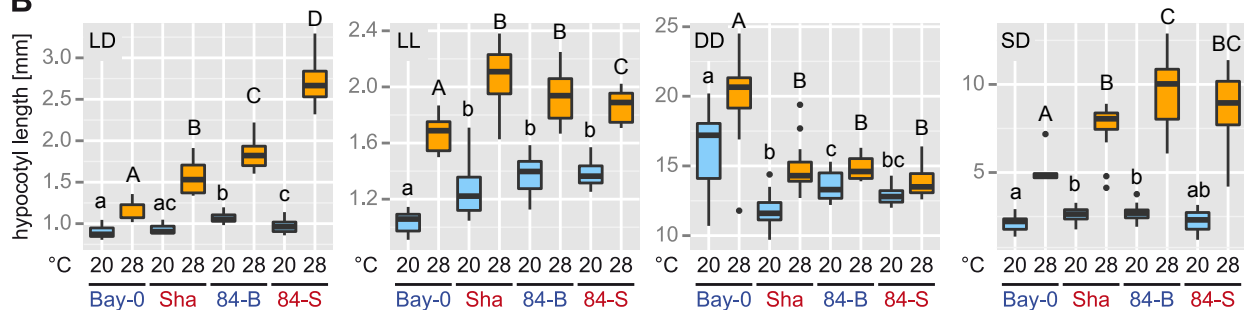 B
hypocotyl length [mm]
LD
3.0
2.5
2.0
1.5
1.0
a A ac B b C c D
°C 20 28 20 28 20 28 20 28
Bay-0 Sha 84-B 84-S
LL
2.4
2.0
1.6
1.2
a A b B b B b C
°C 20 28 20 28 20 28 20 28
Bay-0 Sha 84-B 84-S
DD
25
20
15
10
a A b B c B bc B
°C 20 28 20 28 20 28 20 28
Bay-0 Sha 84-B 84-S
SD
10
5
a A b B b C ab BC
°C 20 28 20 28 20 28 20 28
Bay-0 Sha 84-B 84-S